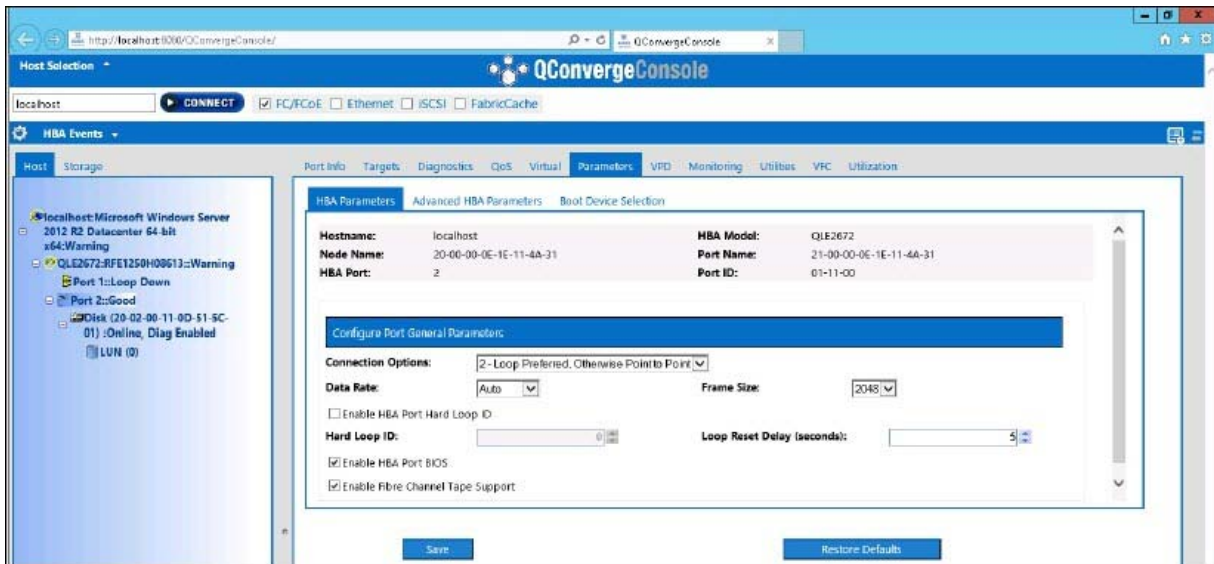 http://localhost:8080/QConvergeConsole/
QConvergeConsole
Host Selection
QConvergeConsole
localhost
CONNECT
FC/FCoE
Ethernet
iSCSI
FabricCache
HBA Events
Host
Storage
Port Info
Targets
Diagnostics
QoS
Virtual
Parameters
VPD
Monitoring
Utilities
VFC
Utilization
localhost:Microsoft Windows Server
2012 R2 Datacenter 64-bit
x64:Warning
QLE2672:RFE1250H08613::Warning
Port 1::Loop Down
Port 2::Good
Disk (20-02-00-11-0D-51-5C-
01) :Online, Diag Enabled
LUN (0)
HBA Parameters
Advanced HBA Parameters
Boot Device Selection
Hostname: localhost
HBA Model: QLE2672
Node Name: 20-00-00-0E-1E-11-4A-31
Port Name: 21-00-00-0E-1E-11-4A-31
HBA Port: 2
Port ID: 01-11-00
Configure Port General Parameters
Connection Options: 2 - Loop Preferred, Otherwise Point to Point
Data Rate: Auto
Frame Size: 2048
Enable HBA Port Hard Loop ID
Hard Loop ID: 0
Loop Reset Delay (seconds): 5
Enable HBA Port BIOS
Enable Fibre Channel Tape Support
Save
Restore Defaults